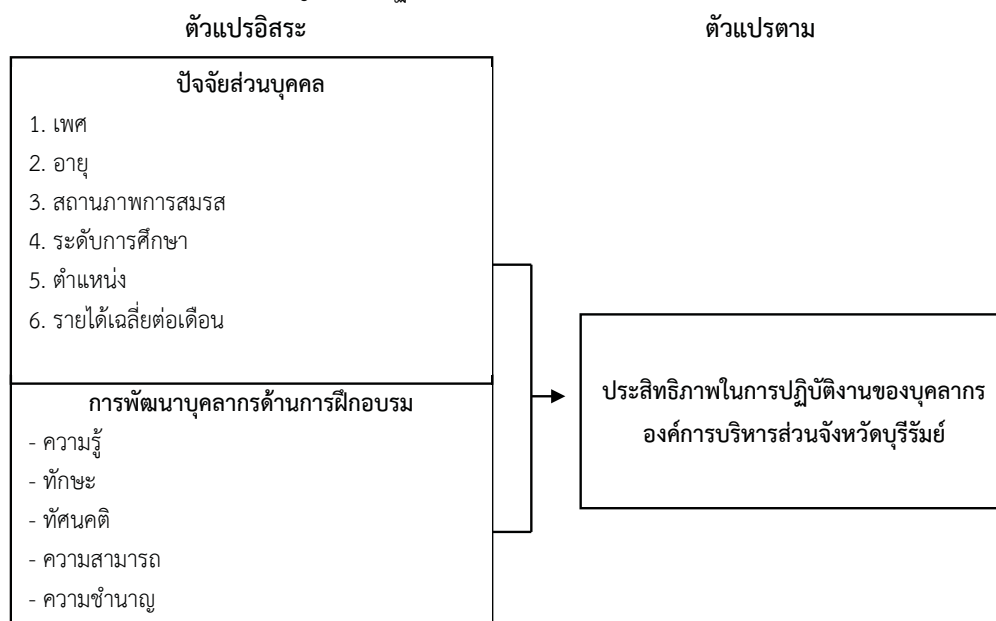 ตัวแปรอิสระ
ตัวแปรตาม
ปัจจัยส่วนบุคคล
1. เพศ
2. อายุ
3. สถานภาพการสมรส
4. ระดับการศึกษา
5. ตำแหน่ง
6. รายได้เฉลี่ยต่อเดือน
การพัฒนาบุคลากรด้านการฝึกอบรม
- ความรู้
- ทักษะ
- ทัศนคติ
- ความสามารถ
- ความชำนาญ
ประสิทธิภาพในการปฏิบัติงานของบุคลากร
องค์การบริหารส่วนจังหวัดบุรีรัมย์